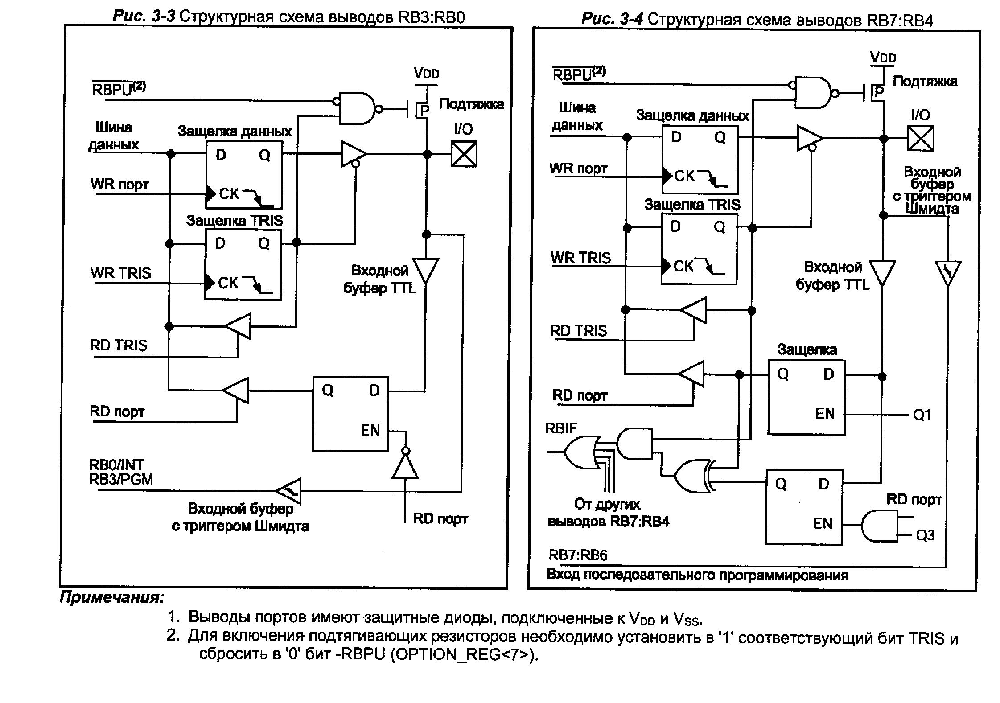 Рис. 3-3 Структурная схема выводов RB3:RB0
VDD
RBPU(2)
Подтяжка
P
I/O
Шина
данных
Защелка данных
D Q
WR порт
CK
Защелка TRIS
D Q
WR TRIS
CK
Входной
буфер TTL
RD TRIS
Q D
RD порт
EN
RB0/INT
RB3/PGM
Входной буфер
с триггером Шмидта
RD порт
Рис. 3-4 Структурная схема выводов RB7:RB4
VDD
RBPU(2)
Подтяжка
P
Шина
данных
I/O
Защелка данных
D Q
WR порт
CK
Входной
буфер
с триггером
Шмидта
Защелка TRIS
D Q
WR TRIS
CK
Входной
буфер TTL
RD TRIS
Защелка
Q D
RD порт
EN
Q1
RBIF
Q D
RD порт
От других
выводов RB7:RB4
EN
Q3
RB7:RB6
Вход последовательного программирования
Примечания:
1. Выводы портов имеют защитные диоды, подключенные к VDD и VSS.
2. Для включения подтягивающих резисторов необходимо установить в '1' соответствующий бит TRIS и
сбросить в '0' бит -RBPU (OPTION_REG<7>).